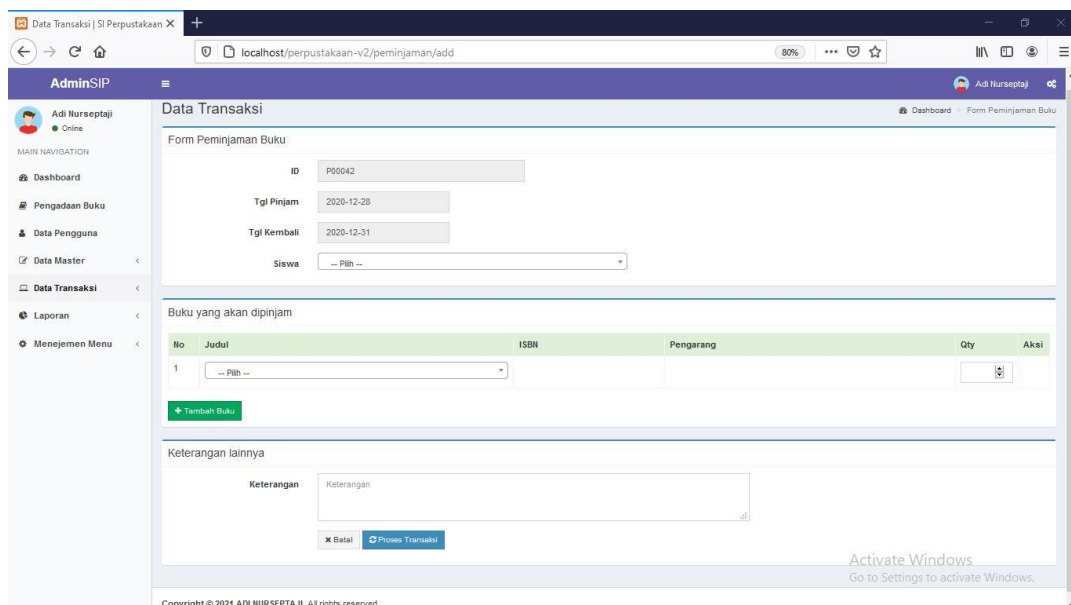 Data Transaksi | SI Perpustakaan
localhost/perpustakaan-v2/peminjaman/add
80%
AdminSIP
Adi Nurseptaji
Adi Nurseptaji
Online
MAIN NAVIGATION
Dashboard
Pengadaan Buku
Data Pengguna
Data Master
Data Transaksi
Laporan
Menejemen Menu
Data Transaksi
Dashboard > Form Peminjaman Buku
Form Peminjaman Buku
ID P00042
Tgl Pinjam 2020-12-28
Tgl Kembali 2020-12-31
Siswa -- Pilih --
Buku yang akan dipinjam
No Judul ISBN Pengarang Qty Aksi
1 -- Pilih --
Tambah Buku
Keterangan lainnya
Keterangan Keterangan
Batal Proses Transaksi
Activate Windows
Go to Settings to activate Windows.
Copyright © 2021 ADI NURSEPTAJI. All rights reserved